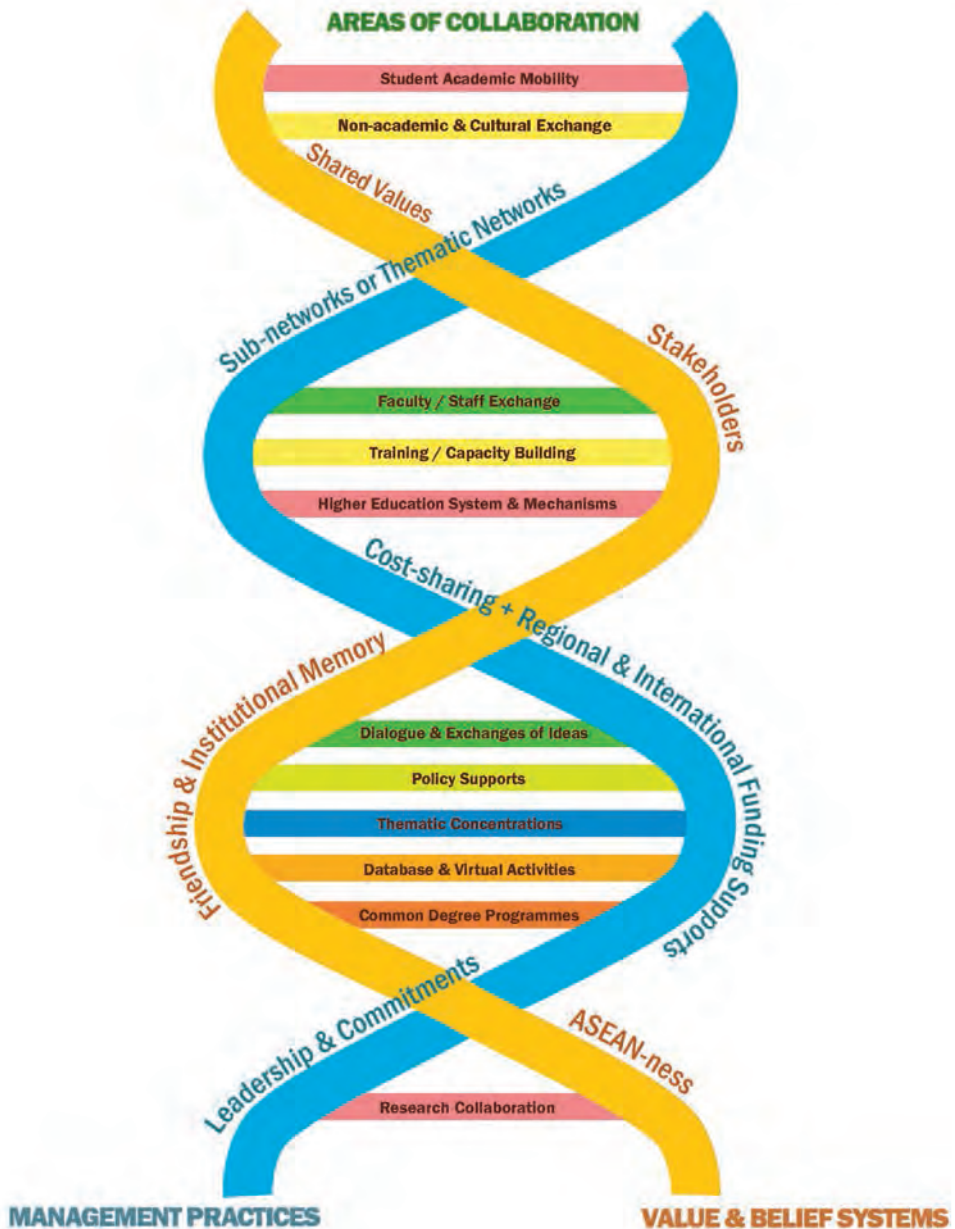 AREAS OF COLLABORATION
Student Academic Mobility
Non-academic & Cultural Exchange
Shared Values
Sub-networks or Thematic Networks
Stakeholders
Faculty / Staff Exchange
Training / Capacity Building
Higher Education System & Mechanisms
Cost-sharing + Regional & International Funding Supports
Friendship & Institutional Memory
Dialogue & Exchanges of Ideas
Policy Supports
Thematic Concentrations
Database & Virtual Activities
Common Degree Programmes
Leadership & Commitments
ASEAN-ness
Research Collaboration
MANAGEMENT PRACTICES
VALUE & BELIEF SYSTEMS